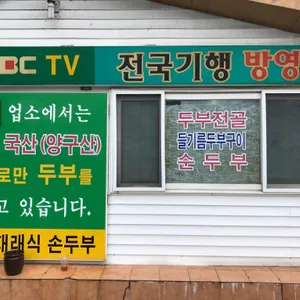 BC TV
전국기행 방영
업소에서는
국산 (양구산)
로만 두부를
고 있습니다.
재래식 손두부
두부전골
들기름두부구이
순두부